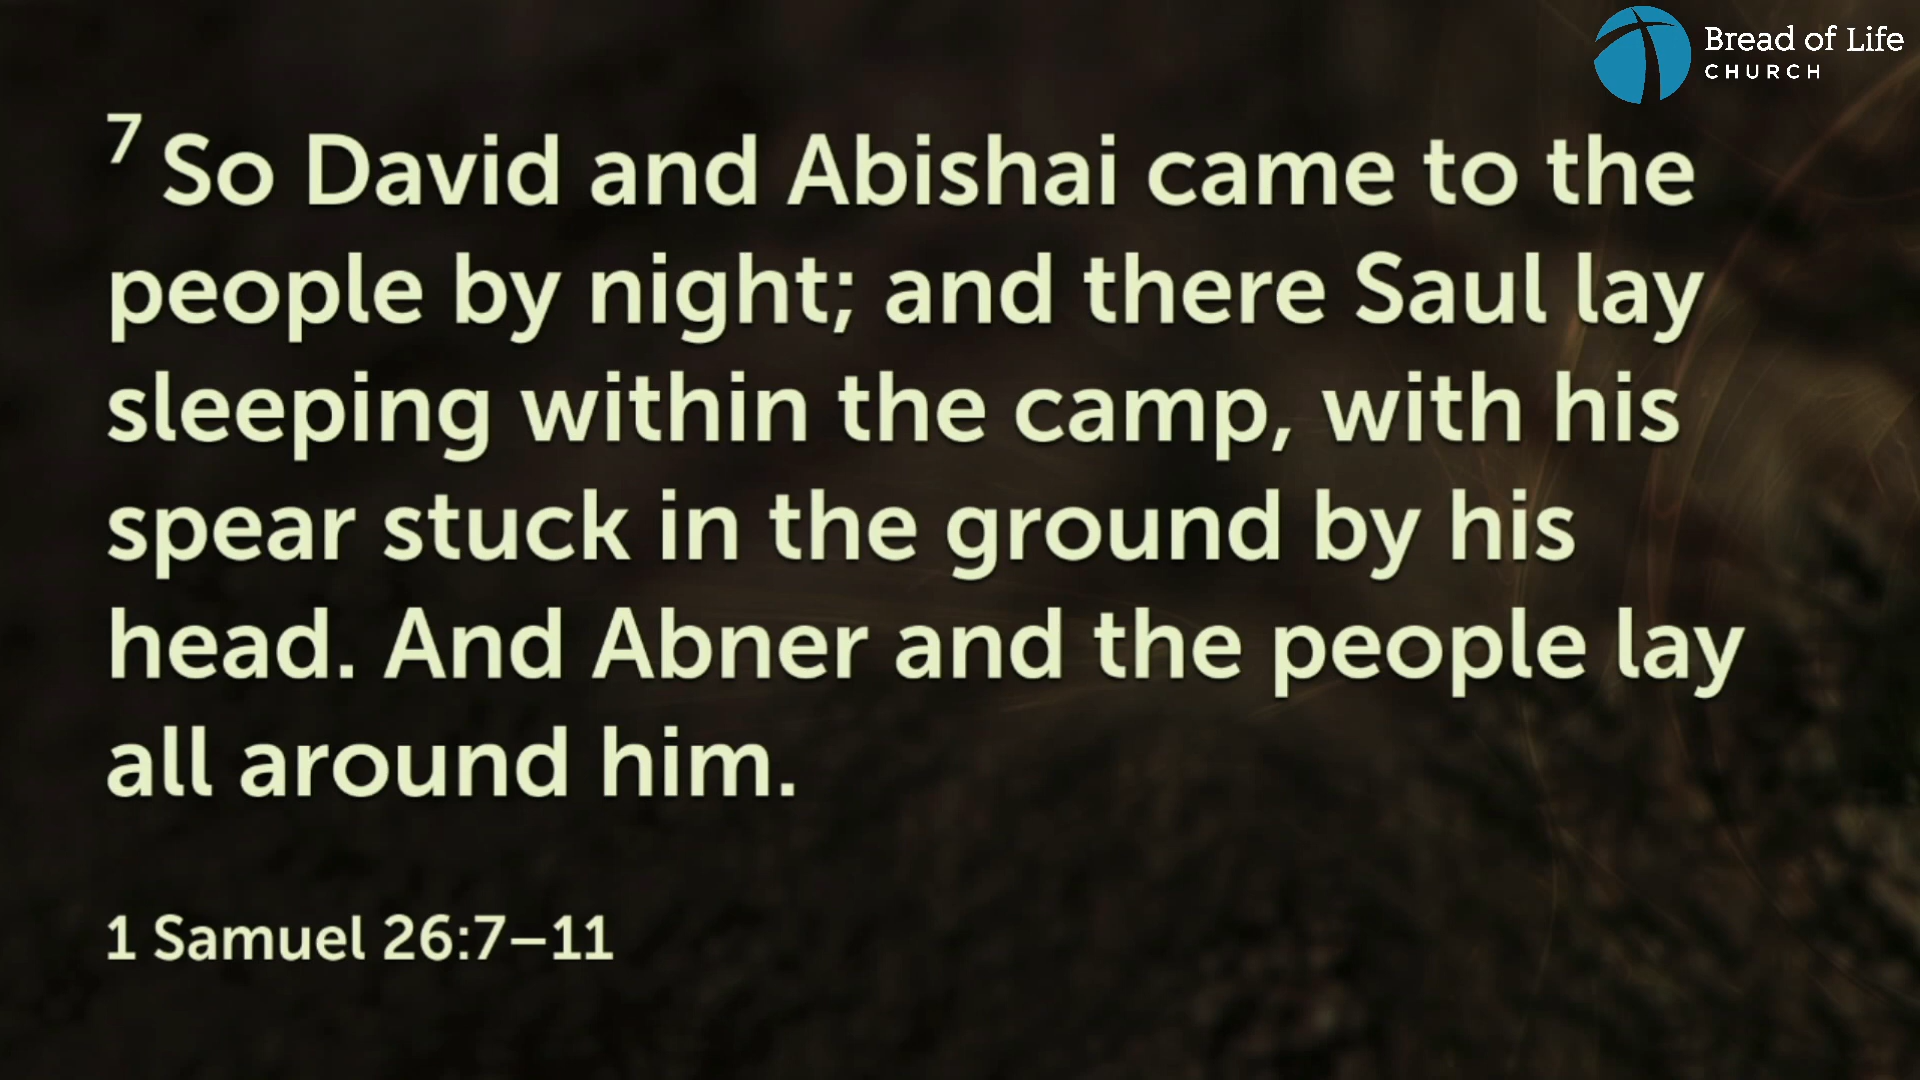 Bread of Life
CHURCH
7 So David and Abishai came to the
people by night; and there Saul lay
sleeping within the camp, with his
spear stuck in the ground by his
head. And Abner and the people lay
all around him.
1 Samuel 26:7–11